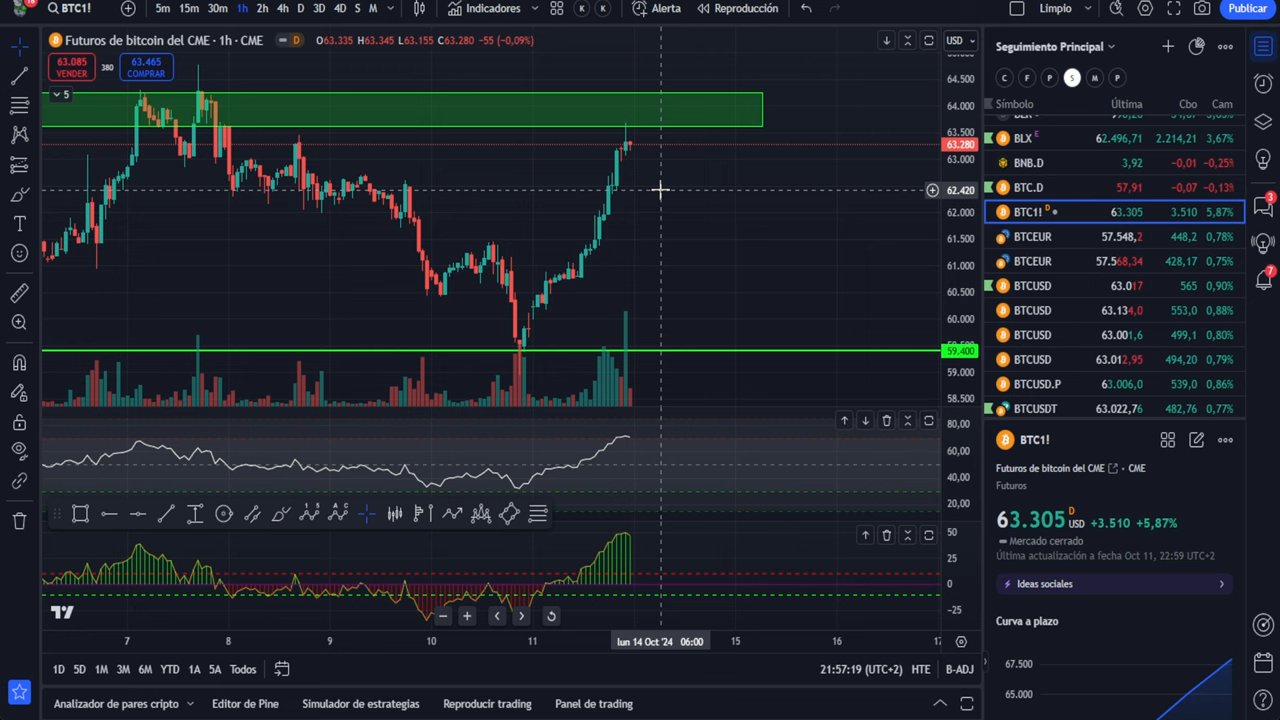 18
BTC1!
5m 15m 30m 1h 2h 4h D 3D 4D S M
Indicadores
K K
Alerta
Reproducción
Limpio
Publicar
Futuros de bitcoin del CME · 1h · CME
D
O63.335 H63.345 L63.155 C63.280 -55 (-0,09%)
63.085
VENDER
380
63.465
COMPRAR
5
USD
64.500
64.000
63.500
63.280
63.000
62.420
62.000
61.500
61.000
60.500
60.000
59.400
59.000
58.500
80,00
60,00
40,00
20,00
50
25
0
-25
7 8 9 10 11 lun 14 Oct '24 06:00 15 16
1D 5D 1M 3M 6M YTD 1A 5A Todos
21:57:19 (UTC+2) HTE B-ADJ
Analizador de pares cripto
Editor de Pine
Simulador de estrategias
Reproducir trading
Panel de trading
Seguimiento Principal
C F P S M P
Símbolo Última Cbo Cam
BLX E 62.496,71 2.214,21 3,67%
BNB.D 3,92 -0,01 -0,25%
BTC.D 57,91 -0,07 -0,13%
BTC1! D 63.305 3.510 5,87%
BTCEUR 57.548,2 448,2 0,78%
BTCEUR 57.568,34 428,17 0,75%
BTCUSD 63.017 565 0,90%
BTCUSD 63.134,0 553,0 0,88%
BTCUSD 63.001,6 499,1 0,80%
BTCUSD 63.012,95 494,20 0,79%
BTCUSD.P 63.006,0 539,0 0,86%
BTCUSDT 63.022,76 482,76 0,77%
BTC1!
Futuros de bitcoin del CME · CME
Futuros
63.305 D USD +3.510 +5,87%
Mercado cerrado
Última actualización a fecha Oct 11, 22:59 UTC+2
Ideas sociales
Curva a plazo
67.500
65.000
3
7